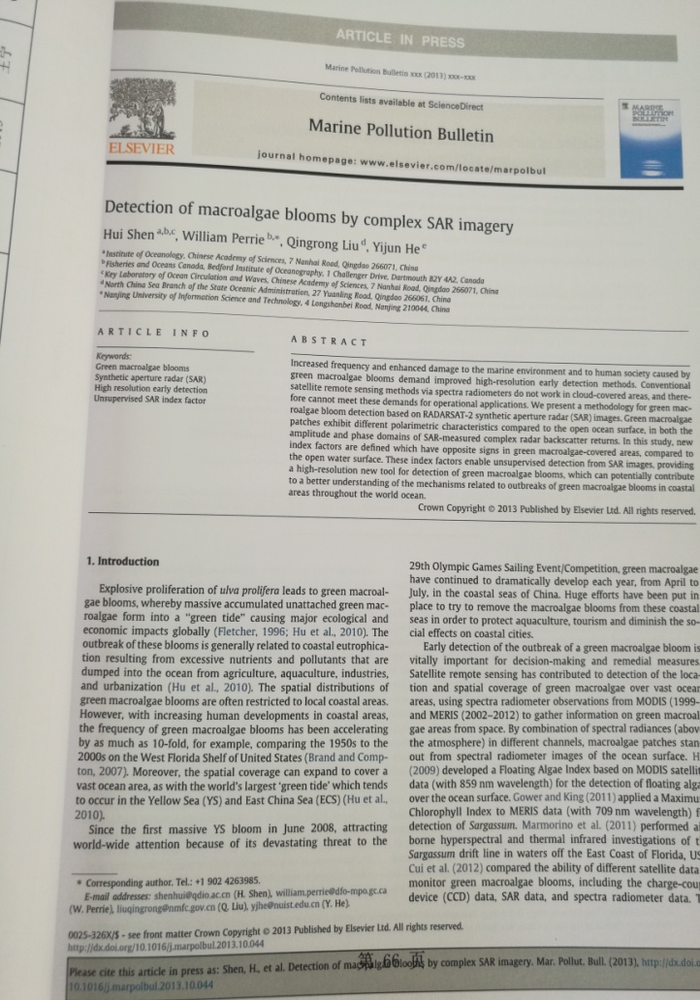 ARTICLE IN PRESS
Marine Pollution Bulletin xxx (2013) xxx–xxx
Contents lists available at ScienceDirect
Marine Pollution Bulletin
journal homepage: www.elsevier.com/locate/marpolbul
ELSEVIER
MARINE
POLLUTION
BULLETIN
Detection of macroalgae blooms by complex SAR imagery
Hui Shen a,b,c, William Perrie b,*, Qingrong Liu d, Yijun He e
a Institute of Oceanology, Chinese Academy of Sciences, 7 Nanhai Road, Qingdao 266071, China
b Fisheries and Oceans Canada, Bedford Institute of Oceanography, 1 Challenger Drive, Dartmouth B2Y 4A2, Canada
c Key Laboratory of Ocean Circulation and Waves, Chinese Academy of Sciences, 7 Nanhai Road, Qingdao 266071, China
d North China Sea Branch of the State Oceanic Administration, 27 Yuanling Road, Qingdao 266061, China
e Nanjing University of Information Science and Technology, 4 Longshanbei Road, Nanjing 210044, China
ARTICLE INFO
Keywords:
Green macroalgae blooms
Synthetic aperture radar (SAR)
High resolution early detection
Unsupervised SAR index factor
ABSTRACT
Increased frequency and enhanced damage to the marine environment and to human society caused by
green macroalgae blooms demand improved high-resolution early detection methods. Conventional
satellite remote sensing methods via spectra radiometers do not work in cloud-covered areas, and there-
fore cannot meet these demands for operational applications. We present a methodology for green mac-
roalgae bloom detection based on RADARSAT-2 synthetic aperture radar (SAR) images. Green macroalgae
patches exhibit different polarimetric characteristics compared to the open ocean surface, in both the
amplitude and phase domains of SAR-measured complex radar backscatter returns. In this study, new
index factors are defined which have opposite signs in green macroalgae-covered areas, compared to
the open water surface. These index factors enable unsupervised detection from SAR images, providing
a high-resolution new tool for detection of green macroalgae blooms, which can potentially contribute
to a better understanding of the mechanisms related to outbreaks of green macroalgae blooms in coastal
areas throughout the world ocean.
Crown Copyright © 2013 Published by Elsevier Ltd. All rights reserved.
1. Introduction
Explosive proliferation of ulva prolifera leads to green macroal-
gae blooms, whereby massive accumulated unattached green mac-
roalgae form into a "green tide" causing major ecological and
economic impacts globally (Fletcher, 1996; Hu et al., 2010). The
outbreak of these blooms is generally related to coastal eutrophica-
tion resulting from excessive nutrients and pollutants that are
dumped into the ocean from agriculture, aquaculture, industries,
and urbanization (Hu et al., 2010). The spatial distributions of
green macroalgae blooms are often restricted to local coastal areas.
However, with increasing human developments in coastal areas,
the frequency of green macroalgae blooms has been accelerating
by as much as 10-fold, for example, comparing the 1950s to the
2000s on the West Florida Shelf of United States (Brand and Comp-
ton, 2007). Moreover, the spatial coverage can expand to cover a
vast ocean area, as with the world's largest 'green tide' which tends
to occur in the Yellow Sea (YS) and East China Sea (ECS) (Hu et al.,
2010).
Since the first massive YS bloom in June 2008, attracting
world-wide attention because of its devastating threat to the
* Corresponding author. Tel.: +1 902 4263985.
E-mail addresses: shenhui@qdio.ac.cn (H. Shen), william.perrie@dfo-mpo.gc.ca
(W. Perrie), liuqingrong@nmfc.gov.cn (Q. Liu), yjhe@nuist.edu.cn (Y. He).
29th Olympic Games Sailing Event/Competition, green macroalgae
have continued to dramatically develop each year, from April to
July, in the coastal seas of China. Huge efforts have been put in
place to try to remove the macroalgae blooms from these coastal
seas in order to protect aquaculture, tourism and diminish the so-
cial effects on coastal cities.
Early detection of the outbreak of a green macroalgae bloom is
vitally important for decision-making and remedial measures.
Satellite remote sensing has contributed to detection of the loca-
tion and spatial coverage of green macroalgae over vast ocean
areas, using spectra radiometer observations from MODIS (1999–
and MERIS (2002–2012) to gather information on green macroal
gae areas from space. By combination of spectral radiances (abov
the atmosphere) in different channels, macroalgae patches stan
out from spectral radiometer images of the ocean surface. H
(2009) developed a Floating Algae Index based on MODIS satellit
data (with 859 nm wavelength) for the detection of floating alga
over the ocean surface. Gower and King (2011) applied a Maximu
Chlorophyll Index to MERIS data (with 709 nm wavelength) f
detection of Sargassum. Marmorino et al. (2011) performed ai
borne hyperspectral and thermal infrared investigations of t
Sargassum drift line in waters off the East Coast of Florida, US
Cui et al. (2012) compared the ability of different satellite data
monitor green macroalgae blooms, including the charge-coup
device (CCD) data, SAR data, and spectra radiometer data. T
0025-326X/$ - see front matter Crown Copyright © 2013 Published by Elsevier Ltd. All rights reserved.
http://dx.doi.org/10.1016/j.marpolbul.2013.10.044
第 66 页
Please cite this article in press as: Shen, H., et al. Detection of macroalgae blooms by complex SAR imagery. Mar. Pollut. Bull. (2013), http://dx.doi.o
10.1016/j.marpolbul.2013.10.044